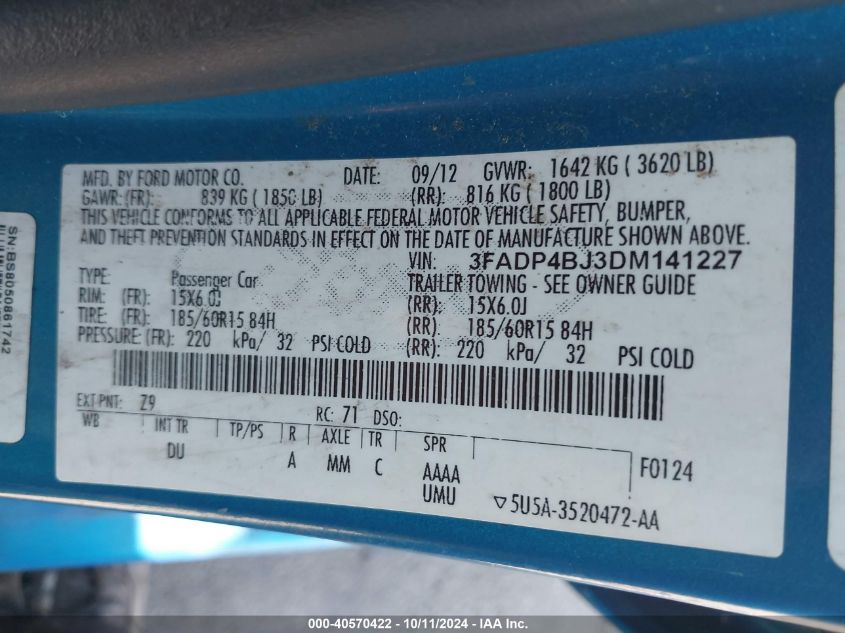 MFD. BY FORD MOTOR CO. DATE: 09/12 GVWR: 1642 KG ( 3620 LB)
GAWR: (FR): 839 KG ( 1850 LB) (RR): 816 KG ( 1800 LB)
THIS VEHICLE CONFORMS TO ALL APPLICABLE FEDERAL MOTOR VEHICLE SAFETY, BUMPER,
AND THEFT PREVENTION STANDARDS IN EFFECT ON THE DATE OF MANUFACTURE SHOWN ABOVE.
VIN: 3FADP4BJ3DM141227
TYPE: Passenger Car TRAILER TOWING - SEE OWNER GUIDE
RIM: (FR): 15X6.0J (RR): 15X6.0J
TIRE: (FR): 185/60R15 84H (RR) 185/60R15 84H
PRESSURE: (FR): 220 kPa/ 32 PSI COLD (RR): 220 kPa/ 32 PSI COLD
EXT PNT: Z9 RC: 71 DSO:
WB INT TR TP/PS R AXLE TR SPR
DU A MM C AAAA F0124
UMU
▽5U5A-3520472-AA
SN:BS8050861742
000-40570422 - 10/11/2024 - IAA Inc.